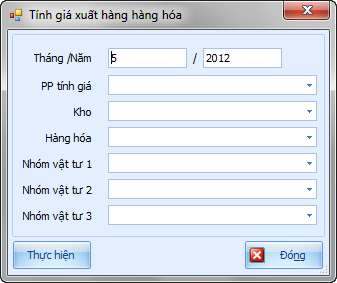 Tính giá xuất hàng hàng hóa
Tháng /Năm 5 / 2012
PP tính giá
Kho
Hàng hóa
Nhóm vật tư 1
Nhóm vật tư 2
Nhóm vật tư 3
Thực hiện Đóng